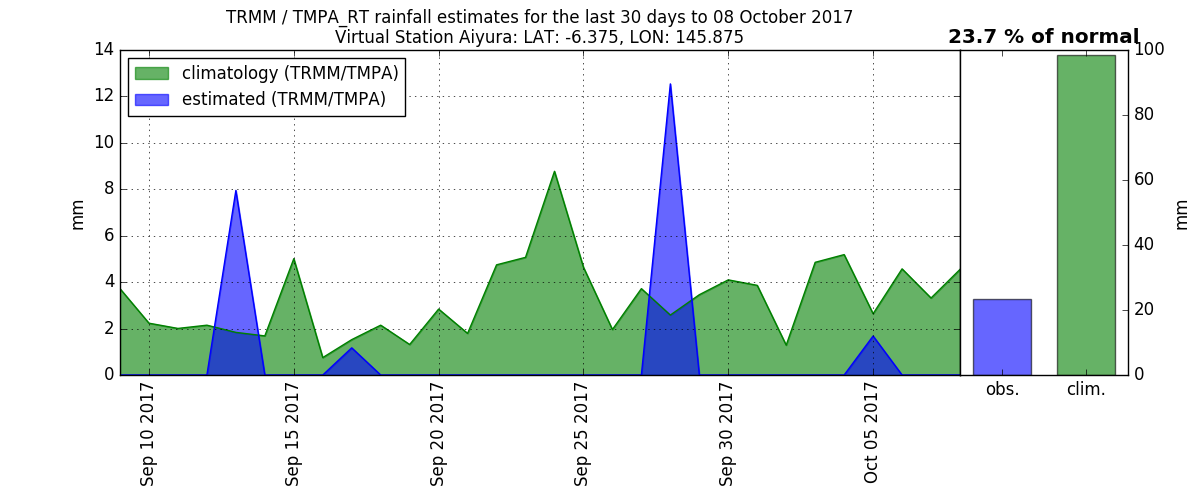 TRMM / TMPA_RT rainfall estimates for the last 30 days to 08 October 2017
Virtual Station Aiyura: LAT: -6.375, LON: 145.875
23.7 % of normal
climatology (TRMM/TMPA)
estimated (TRMM/TMPA)
14
12
10
8
6
4
2
0
mm
Sep 10 2017
Sep 15 2017
Sep 20 2017
Sep 25 2017
Sep 30 2017
Oct 05 2017
obs.
clim.
100
80
60
40
20
0
mm